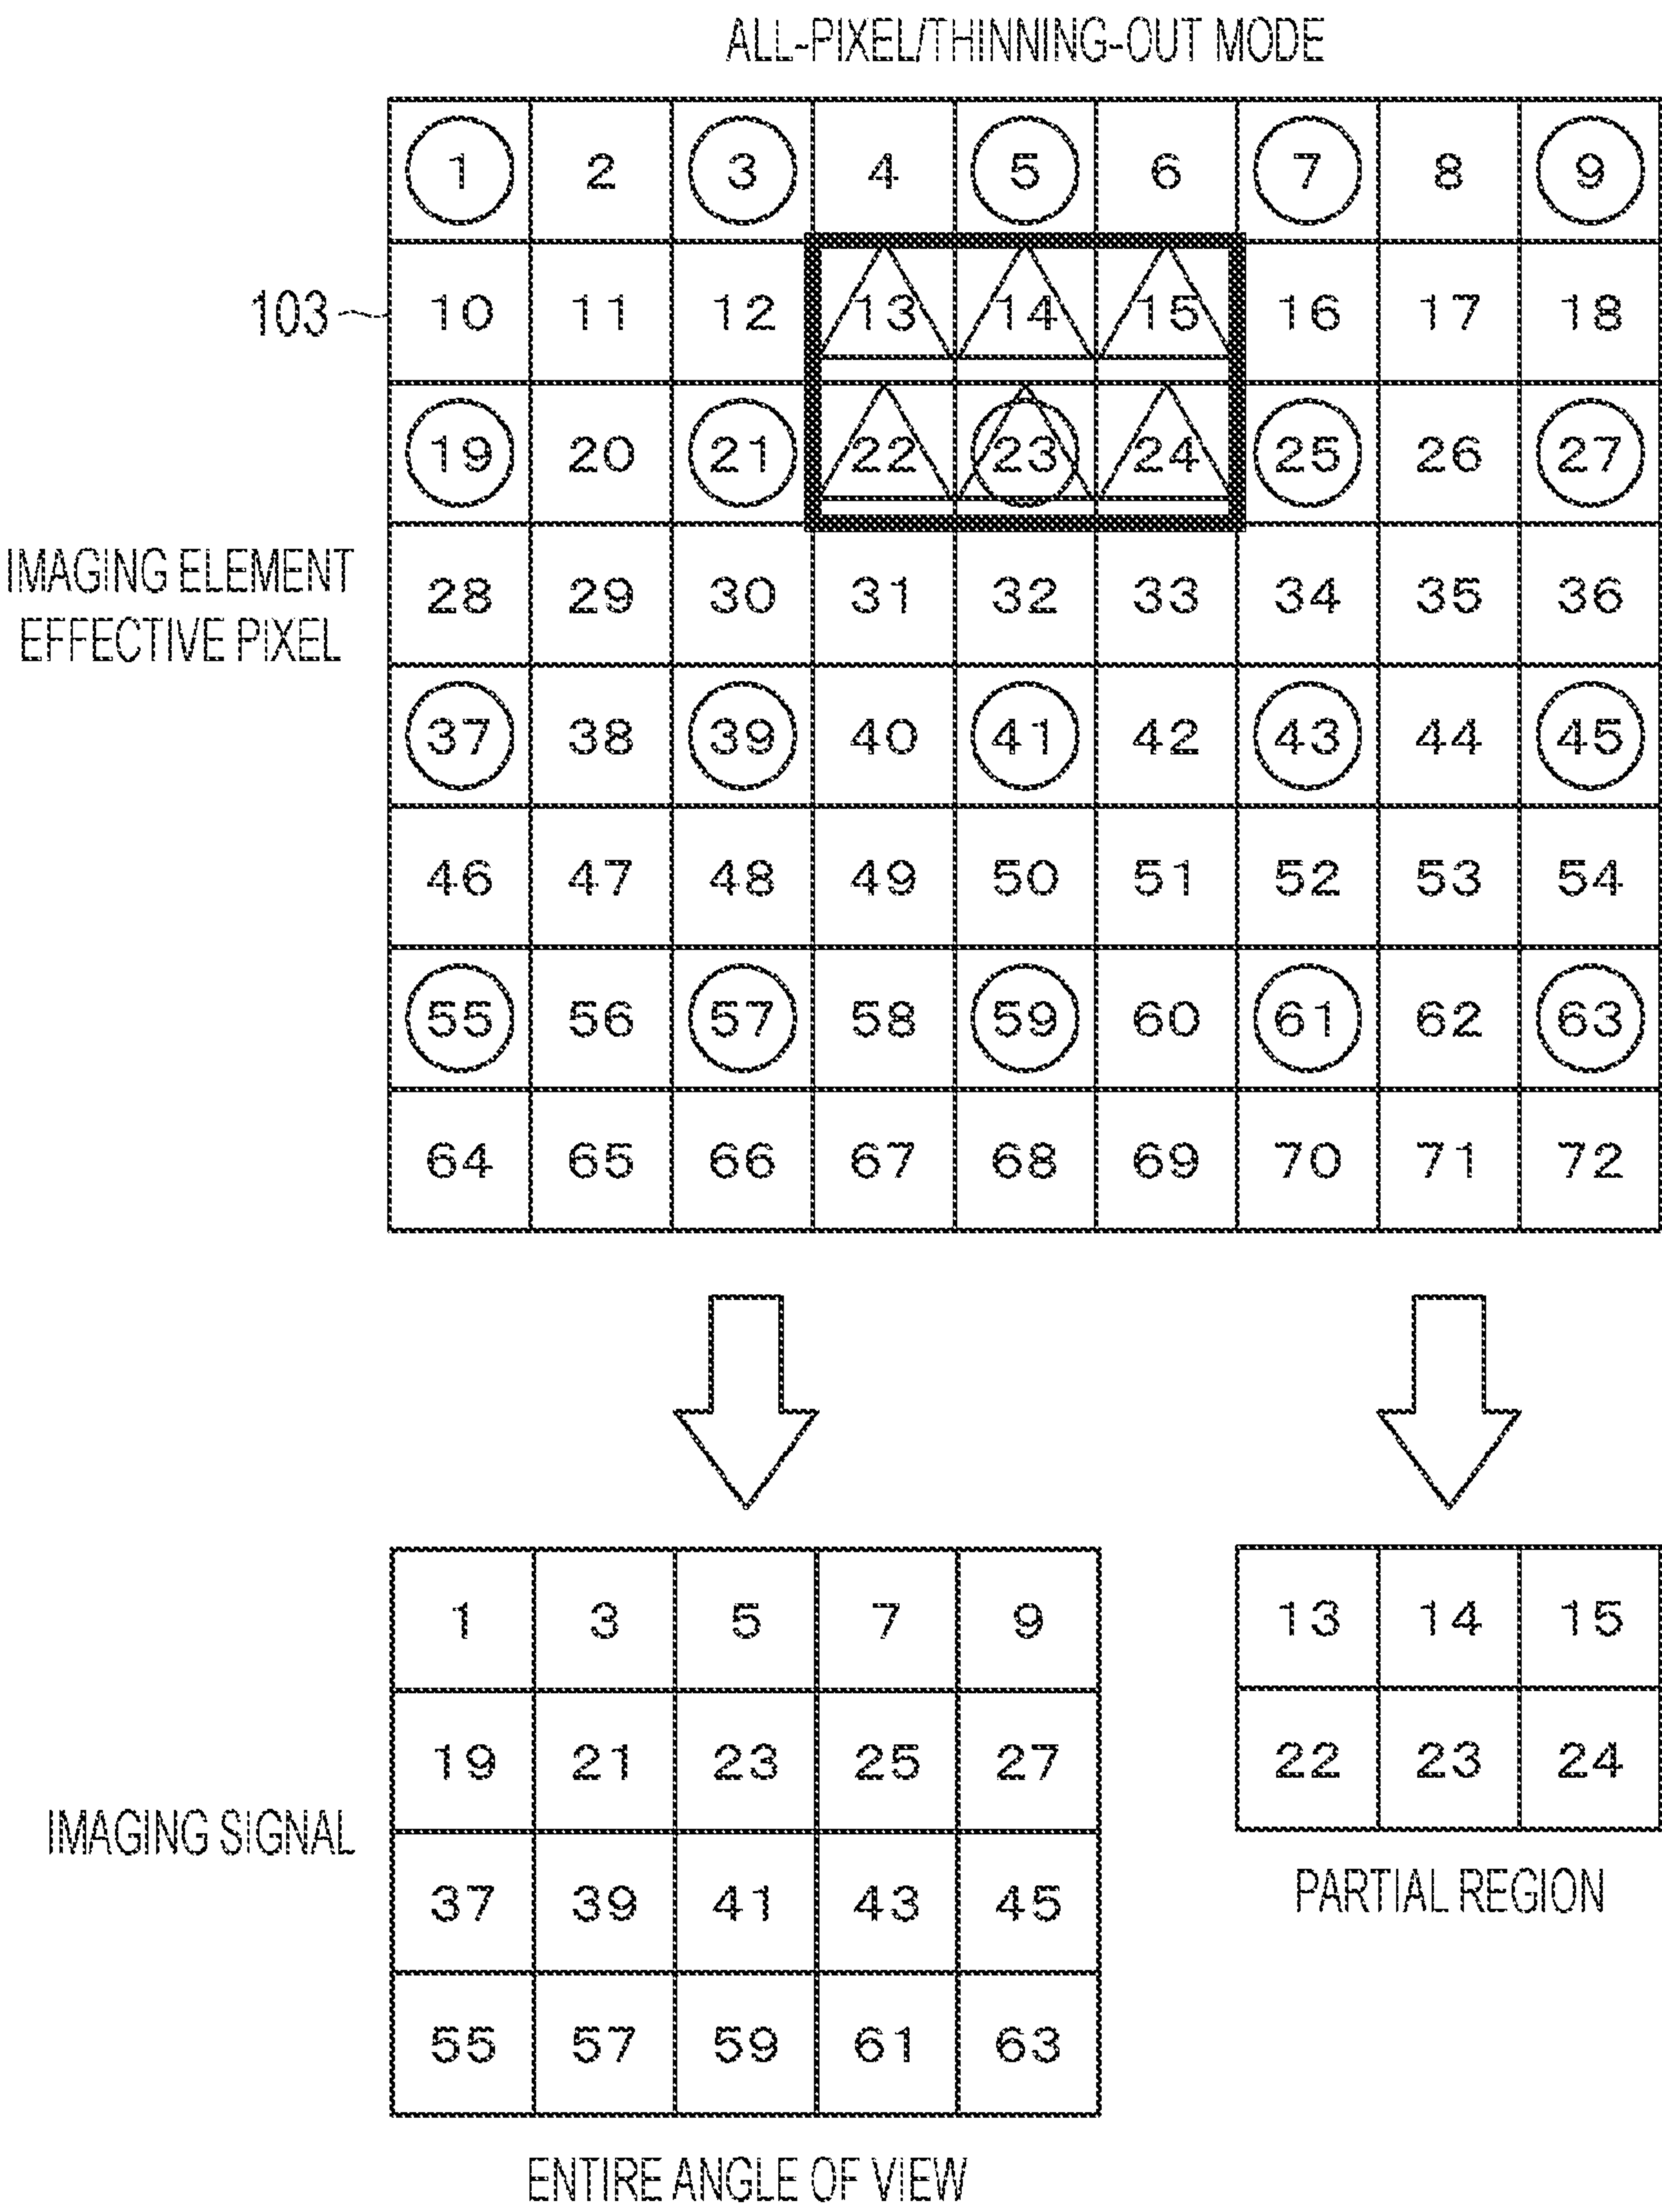 ALL-PIXEL/THINNING-OUT MODE
1 2 3 4 5 6 7 8 9
103 10 11 12 13 14 15 16 17 18
19 20 21 22 23 24 25 26 27
IMAGING ELEMENT
EFFECTIVE PIXEL
28 29 30 31 32 33 34 35 36
37 38 39 40 41 42 43 44 45
46 47 48 49 50 51 52 53 54
55 56 57 58 59 60 61 62 63
64 65 66 67 68 69 70 71 72
IMAGING SIGNAL
1 3 5 7 9
19 21 23 25 27
37 39 41 43 45
55 57 59 61 63
ENTIRE ANGLE OF VIEW
13 14 15
22 23 24
PARTIAL REGION